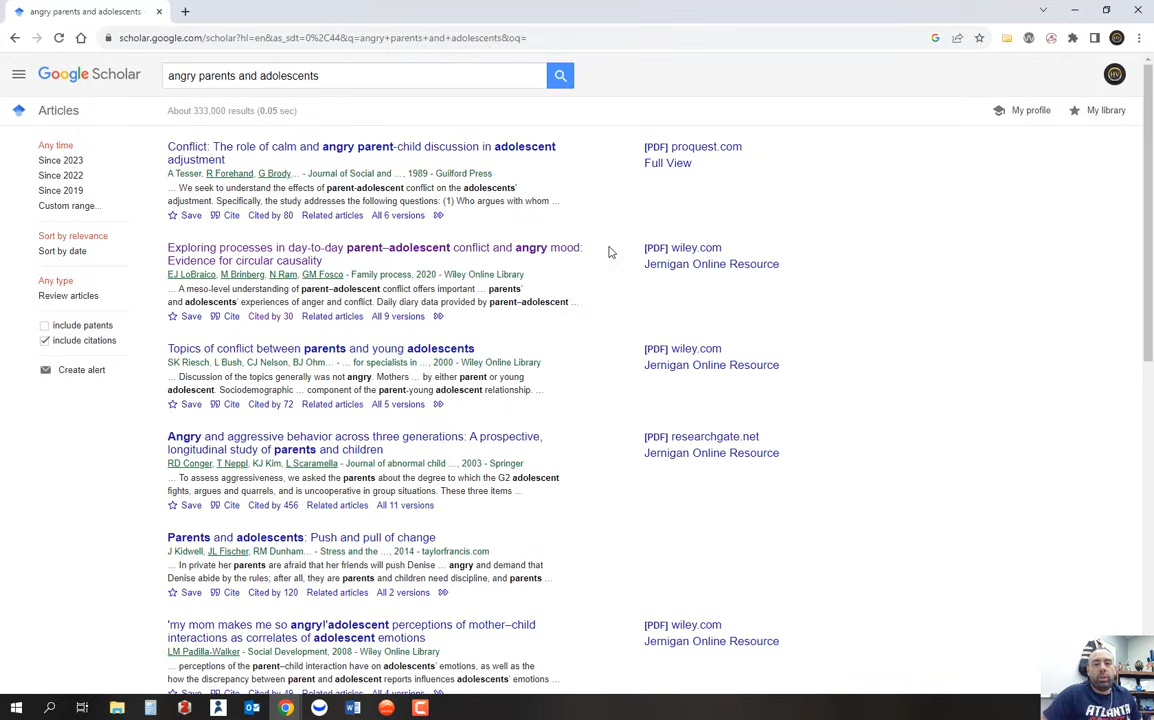 angry parents and adolescents -
scholar.google.com/scholar?hl=en&as_sdt=0%2C44&q=angry+parents+and+adolescents&oq=
Google Scholar
angry parents and adolescents
Articles
About 333,000 results (0.05 sec)
My profile
My library
Any time
Since 2023
Since 2022
Since 2019
Custom range...
Sort by relevance
Sort by date
Any type
Review articles
include patents
include citations
Create alert
Conflict: The role of calm and angry parent-child discussion in adolescent
adjustment
A Tesser, R Forehand, G Brody... - Journal of Social and ..., 1989 - Guilford Press
... We seek to understand the effects of parent-adolescent conflict on the adolescents'
adjustment. Specifically, the study addresses the following questions: (1) Who argues with whom ...
Save Cite Cited by 80 Related articles All 6 versions
[PDF] proquest.com
Full View
Exploring processes in day-to-day parent–adolescent conflict and angry mood:
Evidence for circular causality
EJ LoBraico, M Brinberg, N Ram, GM Fosco - Family process, 2020 - Wiley Online Library
... A meso-level understanding of parent–adolescent conflict offers important ... parents'
and adolescents' experiences of anger and conflict. Daily diary data provided by parent–adolescent ...
Save Cite Cited by 30 Related articles All 9 versions
[PDF] wiley.com
Jernigan Online Resource
Topics of conflict between parents and young adolescents
SK Riesch, L Bush, CJ Nelson, BJ Ohm... - ... for specialists in ..., 2000 - Wiley Online Library
... Discussion of the topics generally was not angry. Mothers ... by either parent or young
adolescent. Sociodemographic ... component of the parent-young adolescent relationship. ...
Save Cite Cited by 72 Related articles All 5 versions
[PDF] wiley.com
Jernigan Online Resource
Angry and aggressive behavior across three generations: A prospective,
longitudinal study of parents and children
RD Conger, T Neppl, KJ Kim, L Scaramella - Journal of abnormal child ..., 2003 - Springer
... To assess aggressiveness, we asked the parents about the degree to which the G2 adolescent
fights, argues and quarrels, and is uncooperative in group situations. These three items ...
Save Cite Cited by 456 Related articles All 11 versions
[PDF] researchgate.net
Jernigan Online Resource
Parents and adolescents: Push and pull of change
J Kidwell, JL Fischer, RM Dunham... - Stress and the ..., 2014 - taylorfrancis.com
... In private her parents are afraid that her friends will push Denise ... angry and demand that
Denise abide by the rules; after all, they are parents and children need discipline, and parents ...
Save Cite Cited by 120 Related articles All 2 versions
'my mom makes me so angry!'adolescent perceptions of mother–child
interactions as correlates of adolescent emotions
LM Padilla-Walker - Social Development, 2008 - Wiley Online Library
... perceptions of the parent–child interaction have on adolescents' emotions, as well as the
how the discrepancy between parent and adolescent reports influences adolescents' emotions ...
Save Cite Cited by 49 Related articles All 4 versions
[PDF] wiley.com
Jernigan Online Resource
ATLANTA